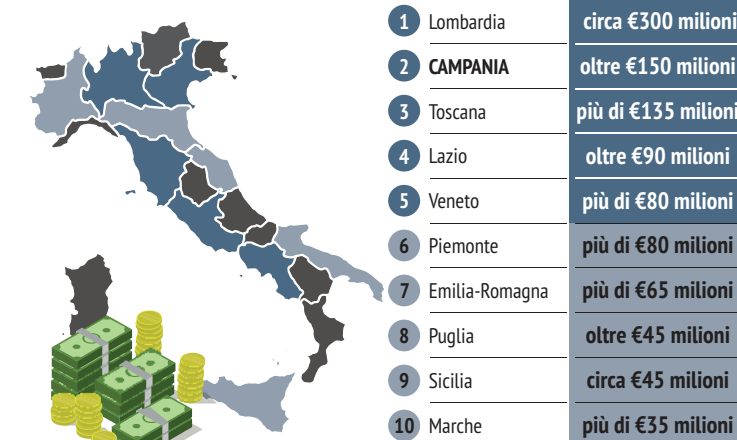 1 Lombardia circa €300 milioni
2 CAMPANIA oltre €150 milioni
3 Toscana più di €135 milioni
4 Lazio oltre €90 milioni
5 Veneto più di €80 milioni
6 Piemonte più di €80 milioni
7 Emilia-Romagna più di €65 milioni
8 Puglia oltre €45 milioni
9 Sicilia circa €45 milioni
10 Marche più di €35 milioni